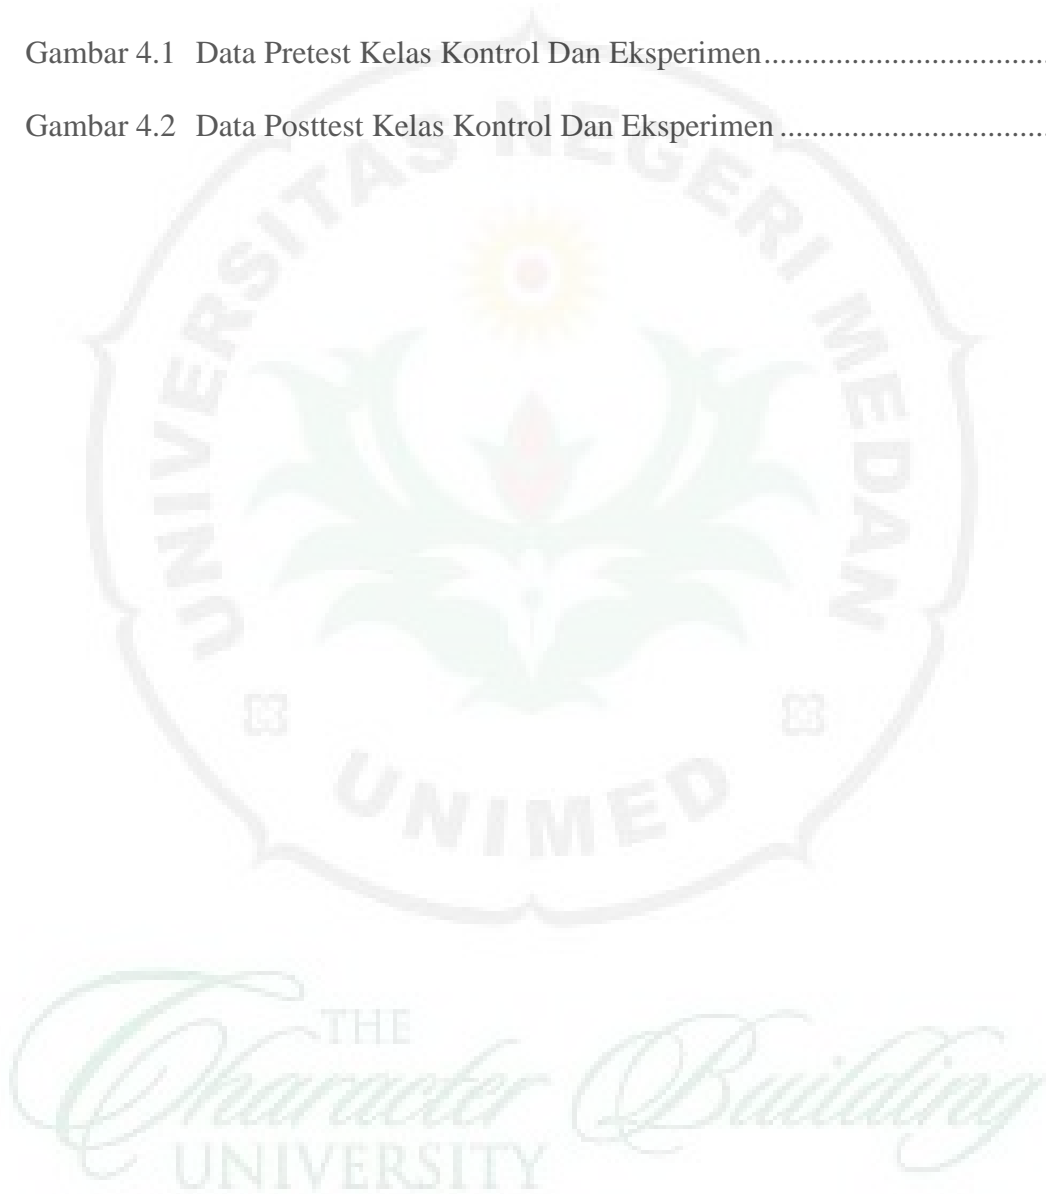 Gambar 4.1 Data Pretest Kelas Kontrol Dan Eksperimen....................................
Gambar 4.2 Data Posttest Kelas Kontrol Dan Eksperimen ..................................
UNIVERSITAS NEGERI MEDAN
UNIMED
THE
Character Building
UNIVERSITY